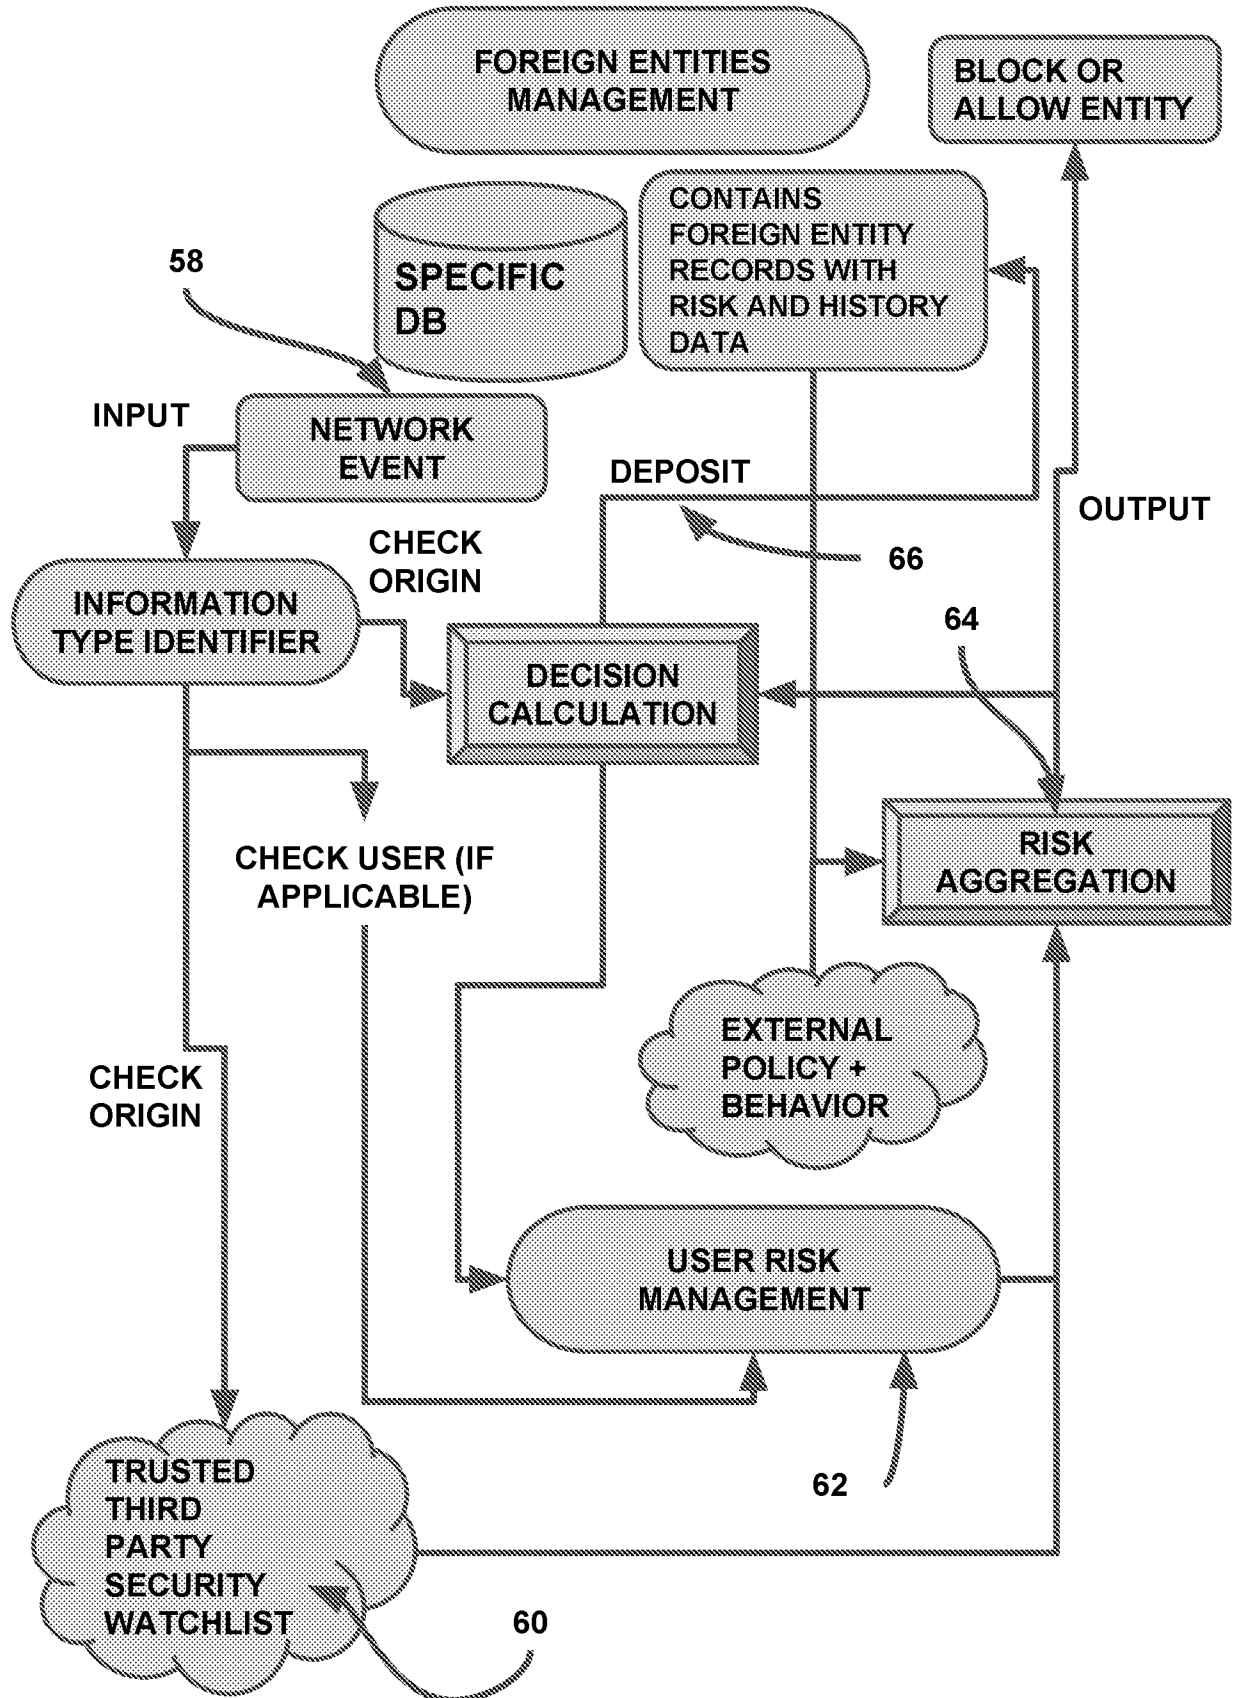 FOREIGN ENTITIES
MANAGEMENT
BLOCK OR
ALLOW ENTITY
SPECIFIC
DB
CONTAINS
FOREIGN ENTITY
RECORDS WITH
RISK AND HISTORY
DATA
58
INPUT
NETWORK
EVENT
DEPOSIT
OUTPUT
CHECK
ORIGIN
66
INFORMATION
TYPE IDENTIFIER
64
DECISION
CALCULATION
CHECK USER (IF
APPLICABLE)
RISK
AGGREGATION
EXTERNAL
POLICY +
BEHAVIOR
CHECK
ORIGIN
USER RISK
MANAGEMENT
62
TRUSTED
THIRD
PARTY
SECURITY
WATCHLIST
60